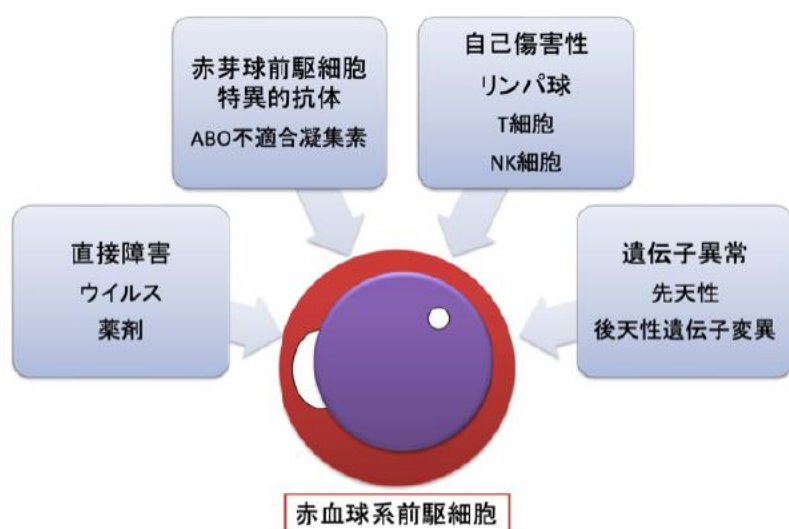 直接障害
ウイルス
薬剤
赤芽球前駆細胞
特異的抗体
ABO不適合凝集素
自己傷害性
リンパ球
T細胞
NK細胞
遺伝子異常
先天性
後天性遺伝子変異
赤血球系前駆細胞